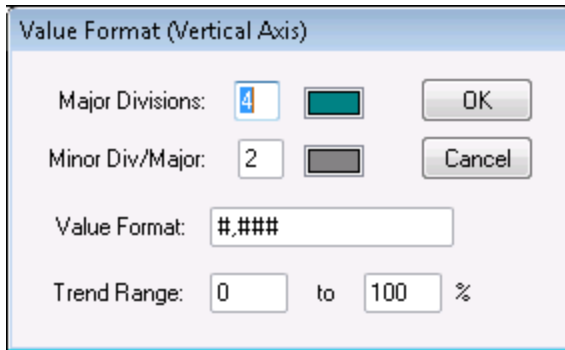 Value Format (Vertical Axis)
Major Divisions: 4 OK
Minor Div/Major: 2 Cancel
Value Format: #,###
Trend Range: 0 to 100 %